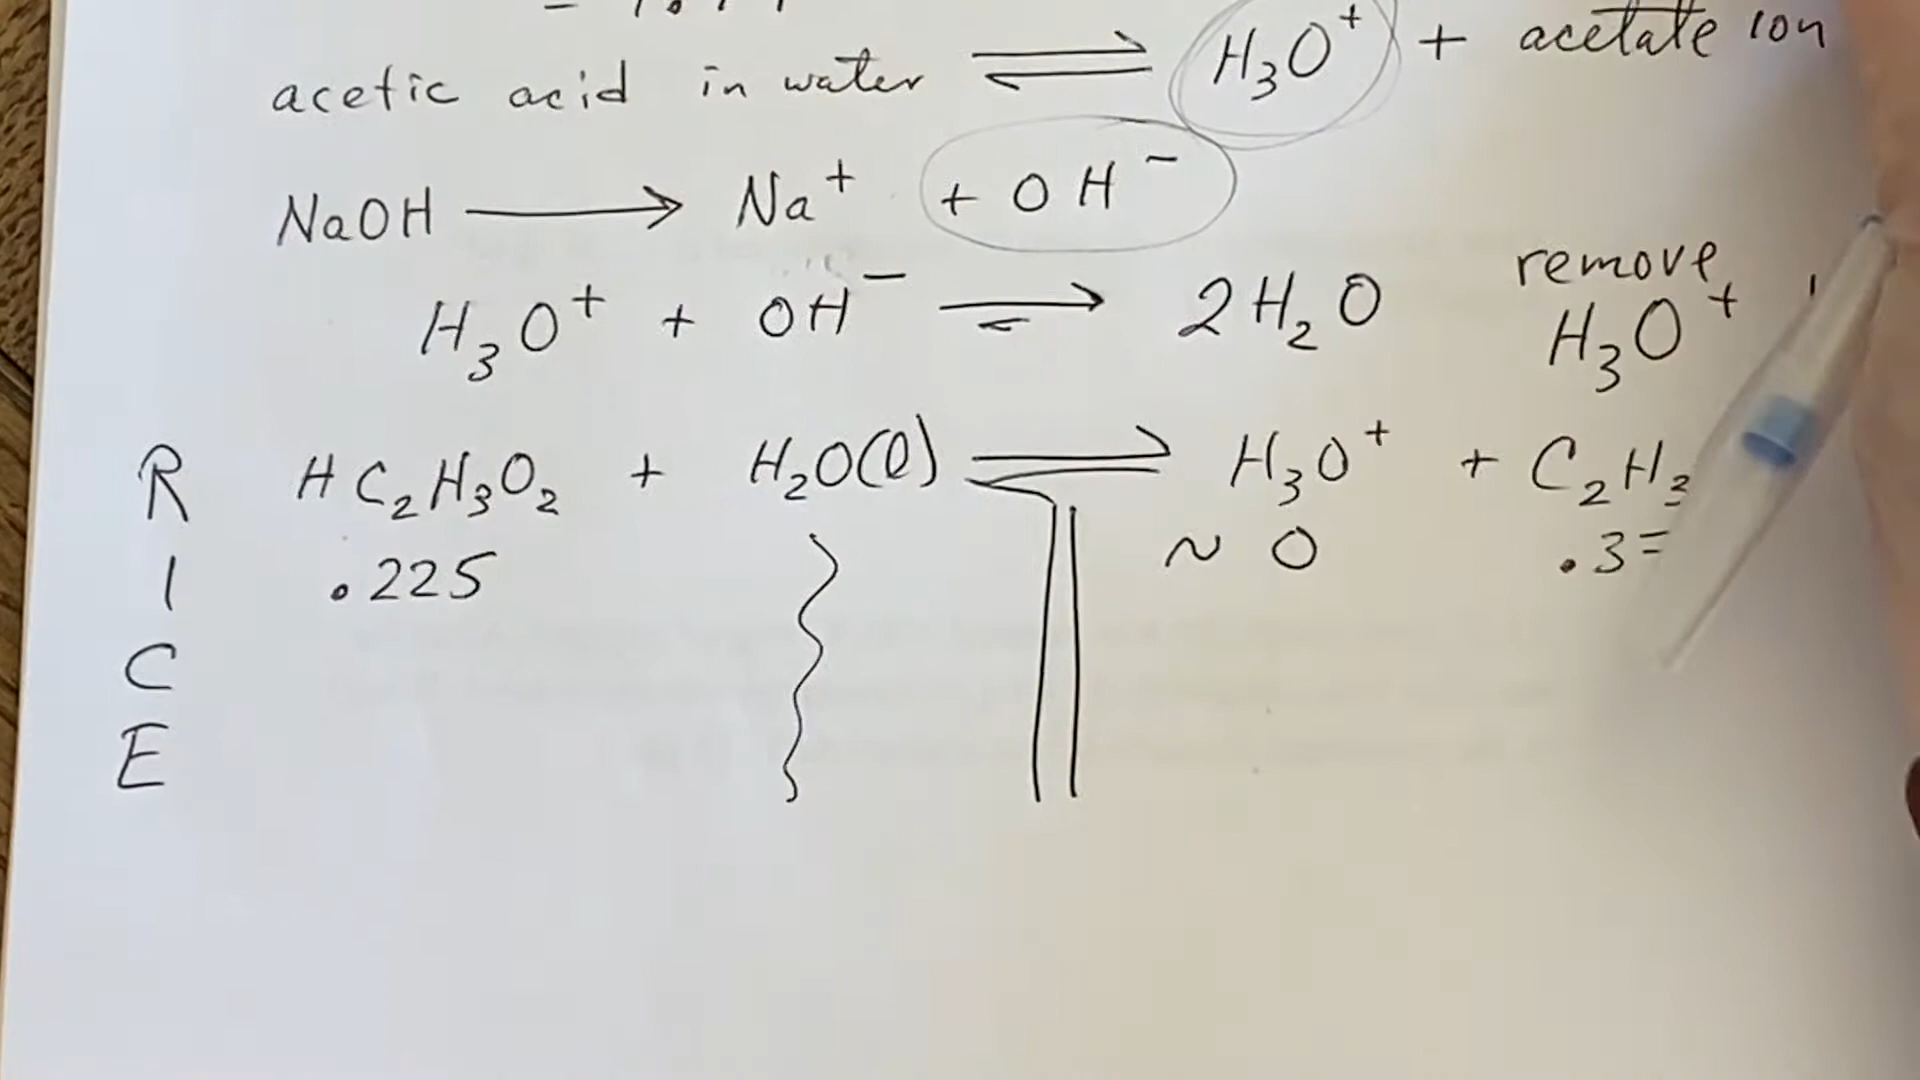 acetic acid in water ⇌ H₃O⁺ + acetate ion
NaOH → Na⁺ + OH⁻
H₃O⁺ + OH⁻ ⇌ 2H₂O remove H₃O⁺
R HC₂H₃O₂ + H₂O(l) ⇌ H₃O⁺ + C₂H₃
I .225 ~ 0 .3
C
E